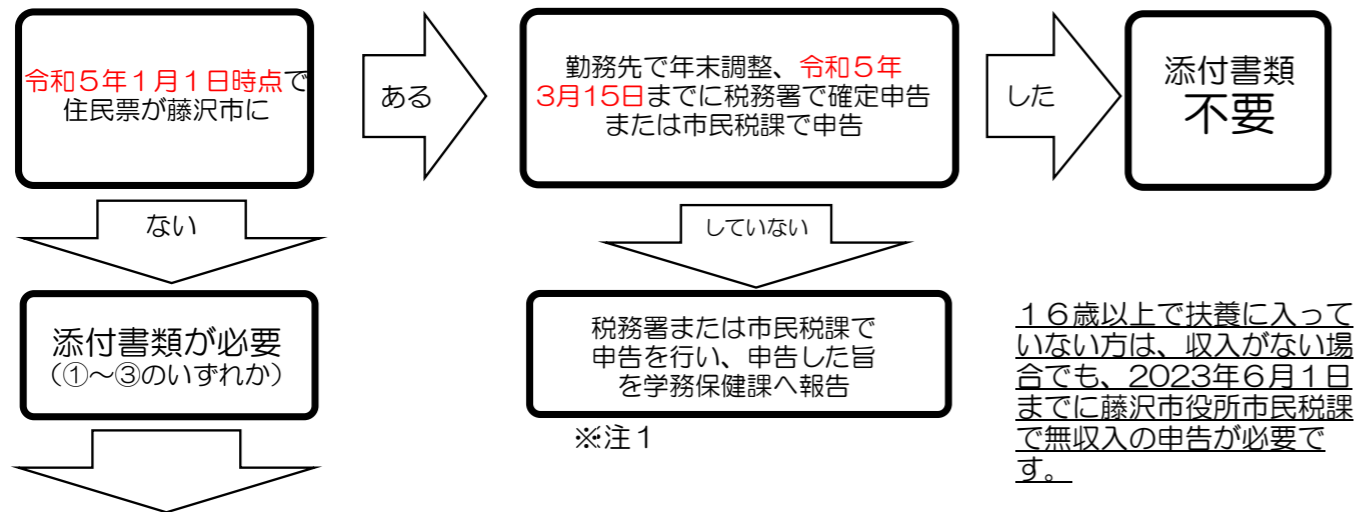 令和５年１月１日時点で
住民票が藤沢市に
ある
勤務先で年末調整、令和５年
３月15日までに税務署で確定申告
または市民税課で申告
した
添付書類
不要
ない
していない
添付書類が必要
（①～③のいずれか）
税務署または市民税課で
申告を行い、申告した旨
を学務保健課へ報告
※注１
１６歳以上で扶養に入って
いない方は、収入がない場
合でも、2023年６月１日
までに藤沢市役所市民税課
で無収入の申告が必要で
す。